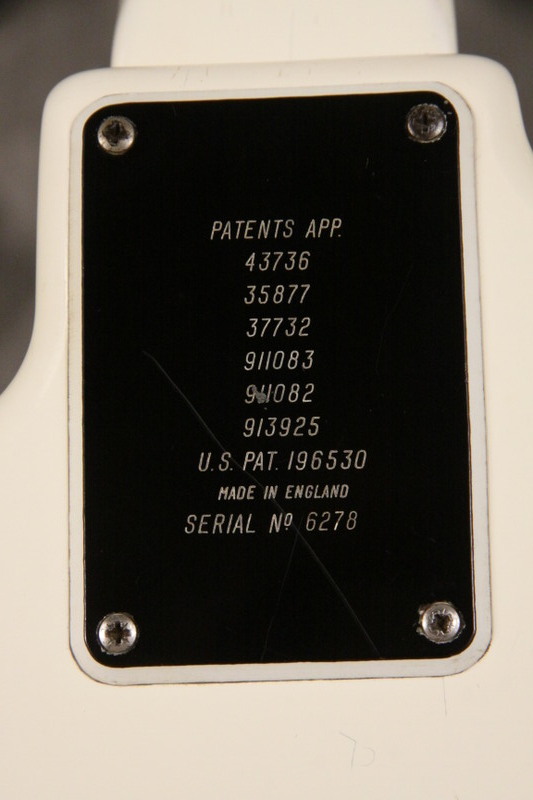 PATENTS APP.
43736
35877
37732
911083
911082
913925
U.S. PAT. 196530
MADE IN ENGLAND
SERIAL Nº 6278